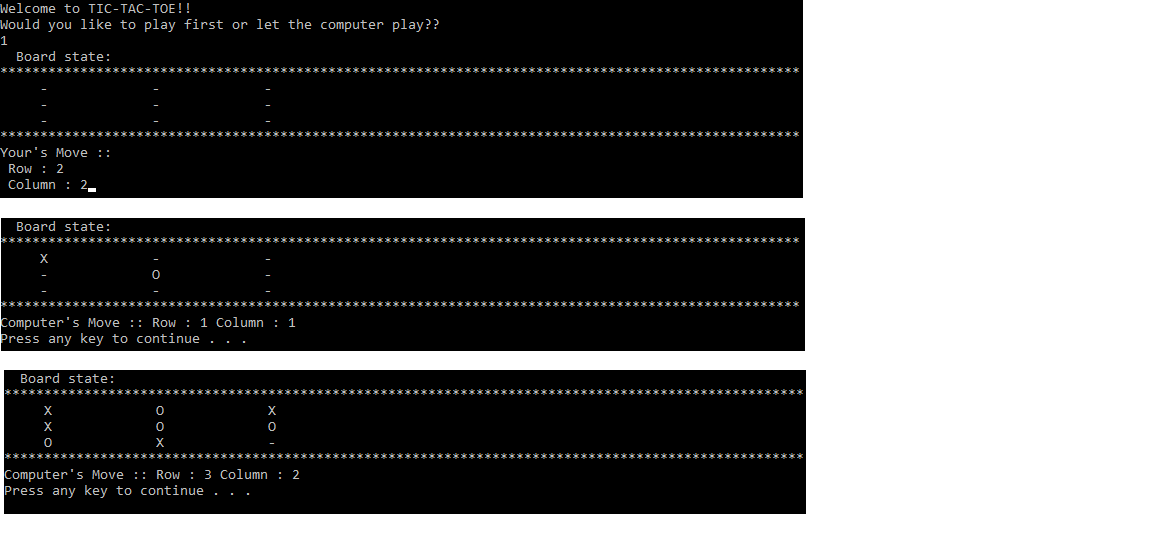 Welcome to TIC-TAC-TOE!!
Would you like to play first or let the computer play??
1
Board state:
****************************************************************************************************
- - -
- - -
- - -
****************************************************************************************************
Your's Move ::
Row : 2
Column : 2
Board state:
****************************************************************************************************
X - -
- O -
- - -
****************************************************************************************************
Computer's Move :: Row : 1 Column : 1
Press any key to continue . . .
Board state:
****************************************************************************************************
X O X
X O O
O X -
****************************************************************************************************
Computer's Move :: Row : 3 Column : 2
Press any key to continue . . .